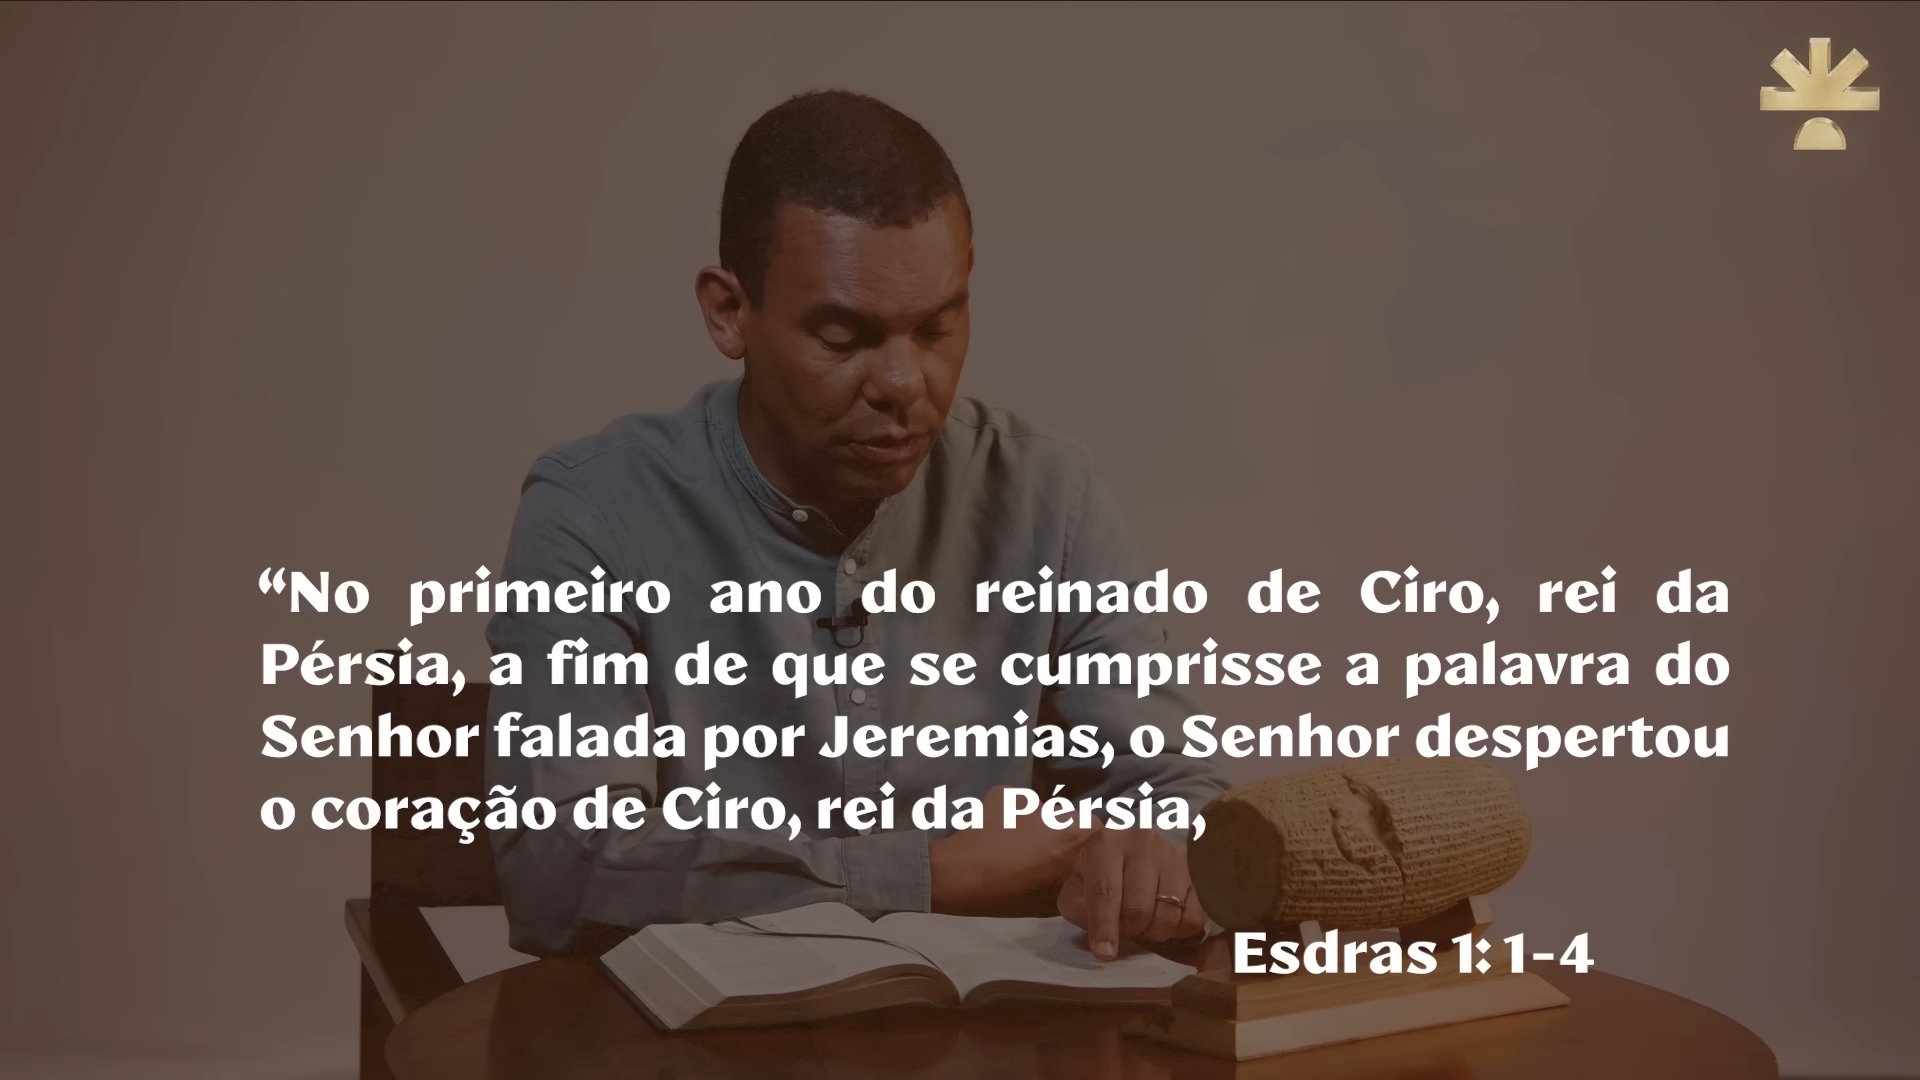 “No primeiro ano do reinado de Ciro, rei da
Pérsia, a fim de que se cumprisse a palavra do
Senhor falada por Jeremias, o Senhor despertou
o coração de Ciro, rei da Pérsia,
Esdras 1: 1-4